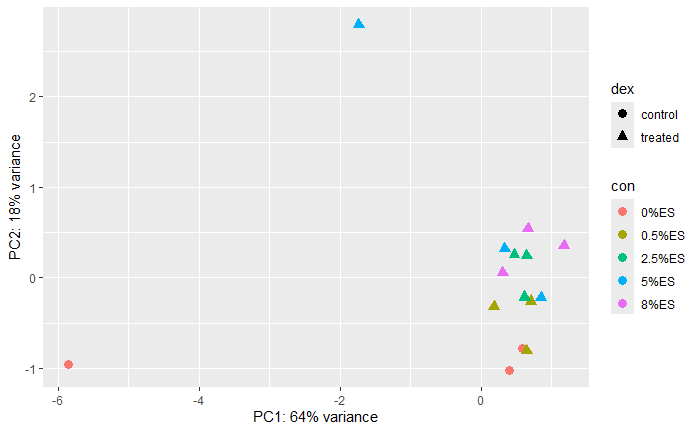 2
1
0
-1
-6
-4
-2
0
PC1: 64% variance
PC2: 18% variance
dex
control
treated
con
0%ES
0.5%ES
2.5%ES
5%ES
8%ES